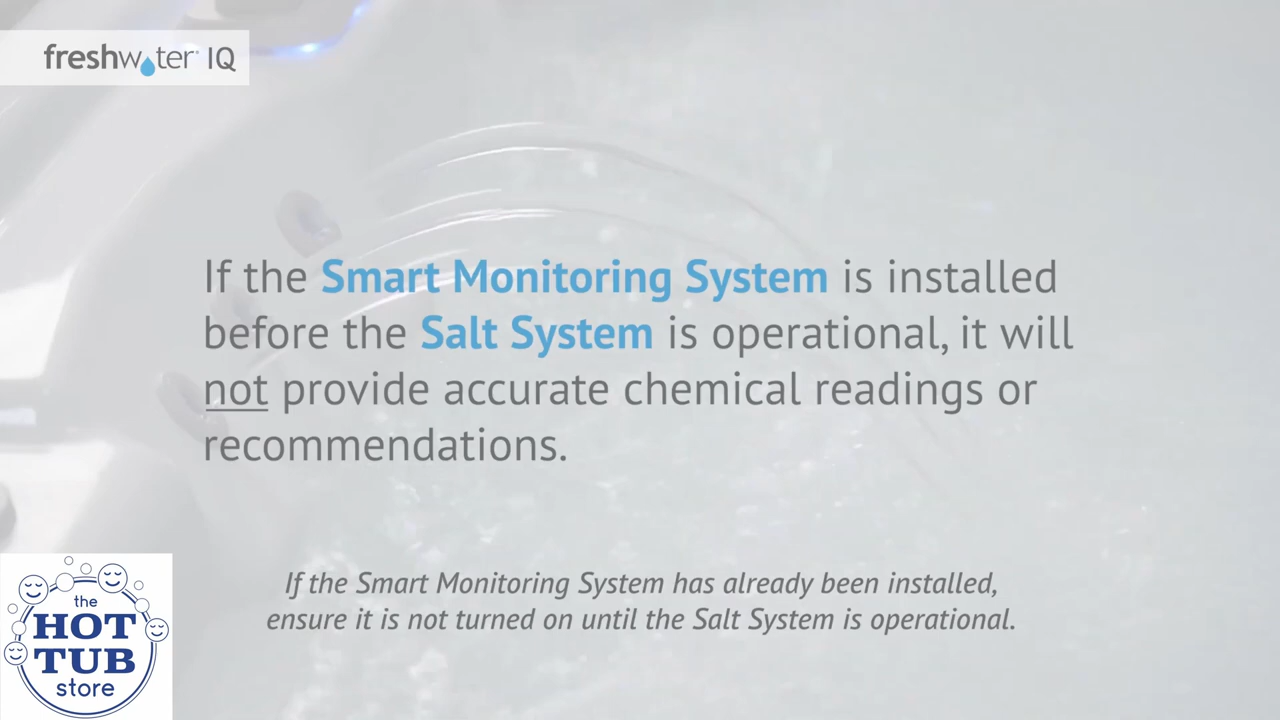 freshwater IQ
If the Smart Monitoring System is installed
before the Salt System is operational, it will
not provide accurate chemical readings or
recommendations.
If the Smart Monitoring System has already been installed,
ensure it is not turned on until the Salt System is operational.
the
HOT
TUB
store